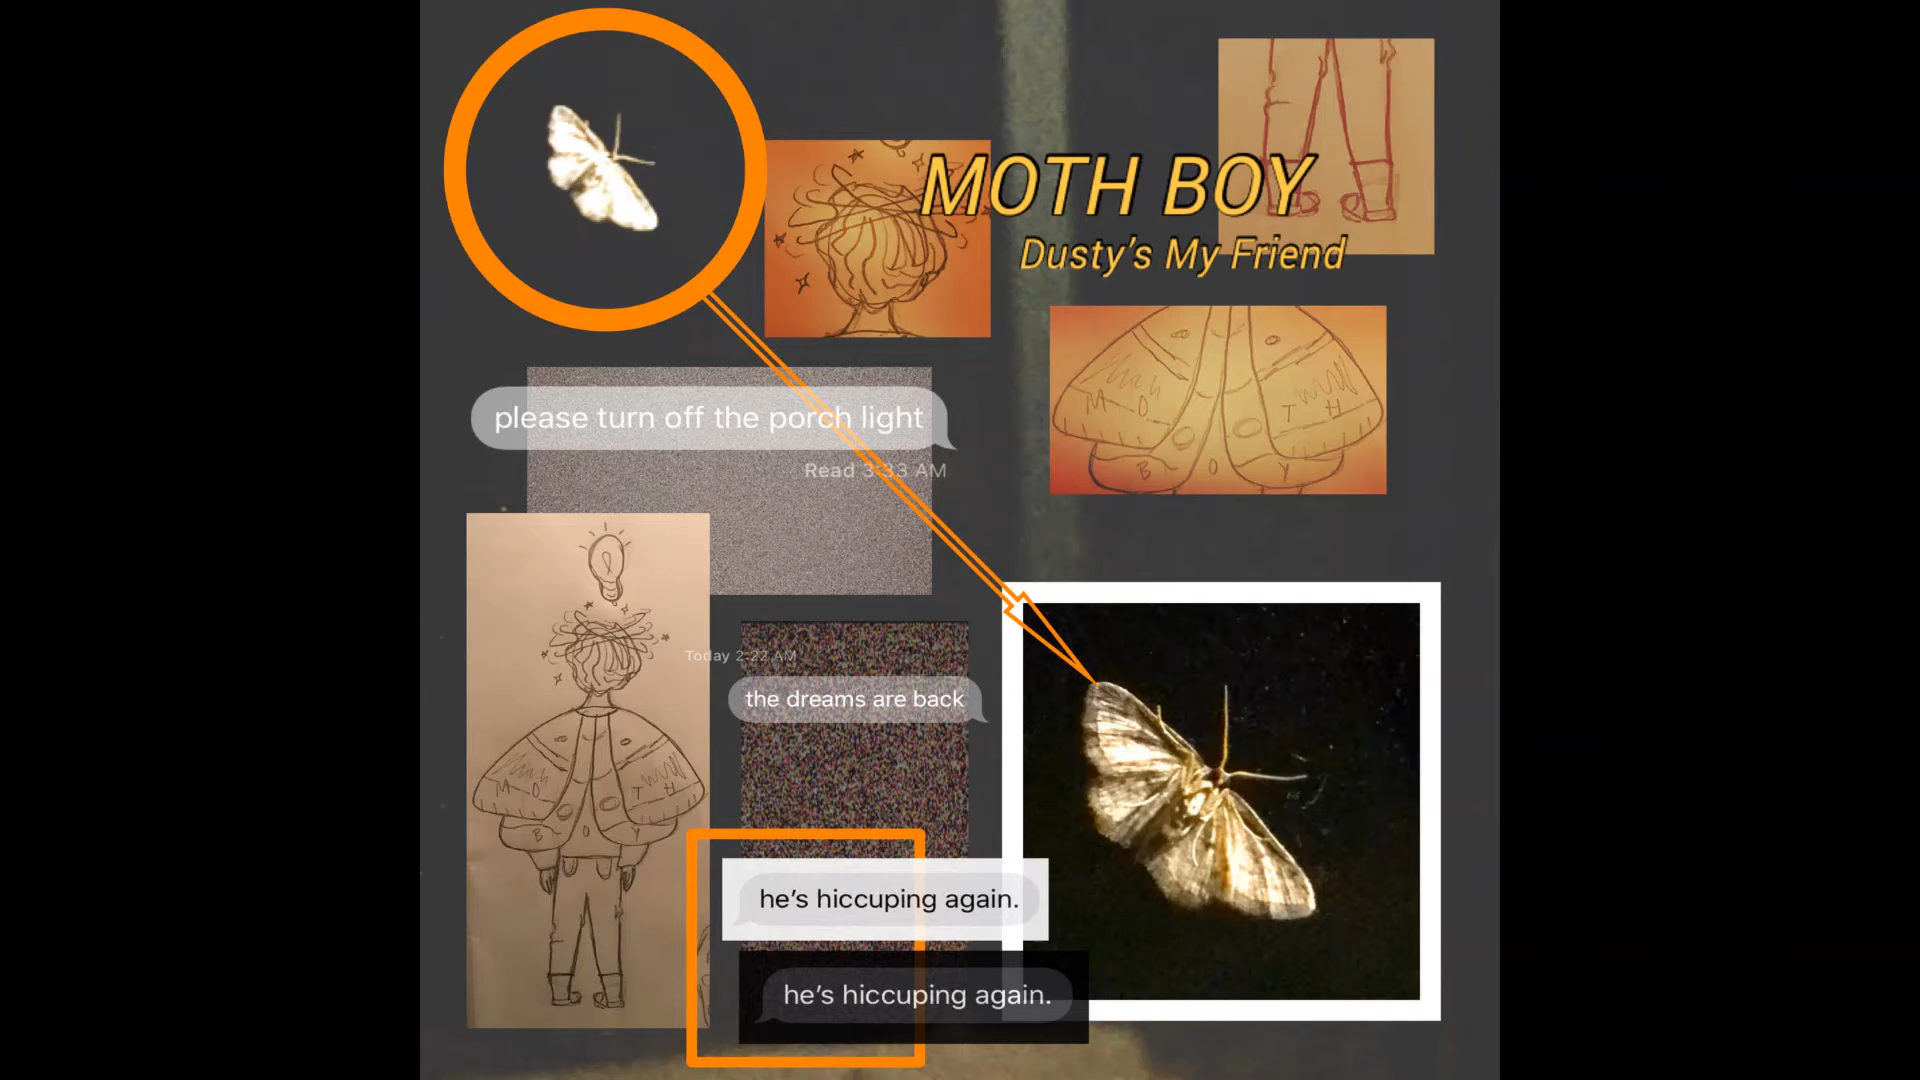 MOTH BOY
Dusty’s My Friend
M O T H
B O Y
please turn off the porch light
Read 3:33 AM
Today 2:22 AM
the dreams are back
M O T H
B O Y
he’s hiccuping again.
he’s hiccuping again.